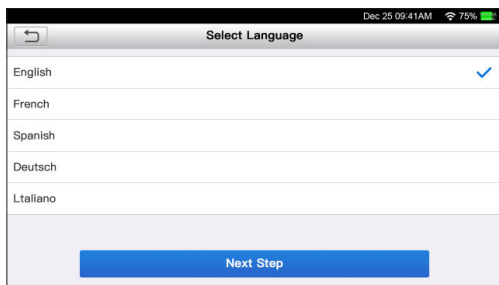 Dec 25 09:41AM 75%
Select Language
English
French
Spanish
Deutsch
Ltaliano
Next Step